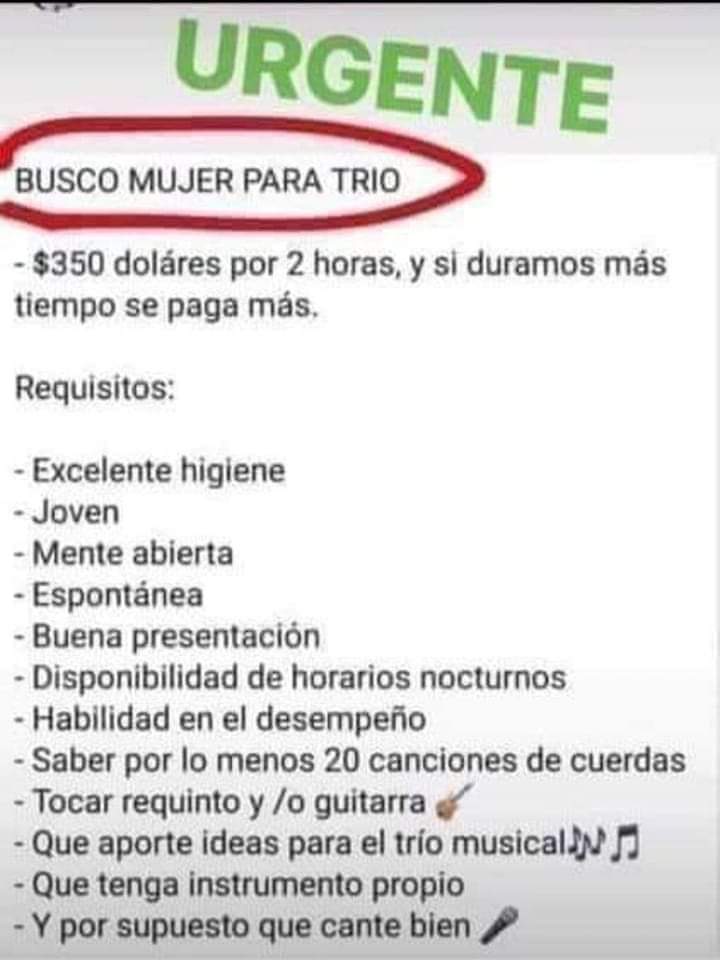 URGENTE
BUSCO MUJER PARA TRIO
- $350 doláres por 2 horas, y si duramos más
tiempo se paga más.
Requisitos:
- Excelente higiene
- Joven
- Mente abierta
- Espontánea
- Buena presentación
- Disponibilidad de horarios nocturnos
- Habilidad en el desempeño
- Saber por lo menos 20 canciones de cuerdas
- Tocar requinto y /o guitarra 🎸
- Que aporte ideas para el trío musical🎶🎵
- Que tenga instrumento propio
- Y por supuesto que cante bien 🎤